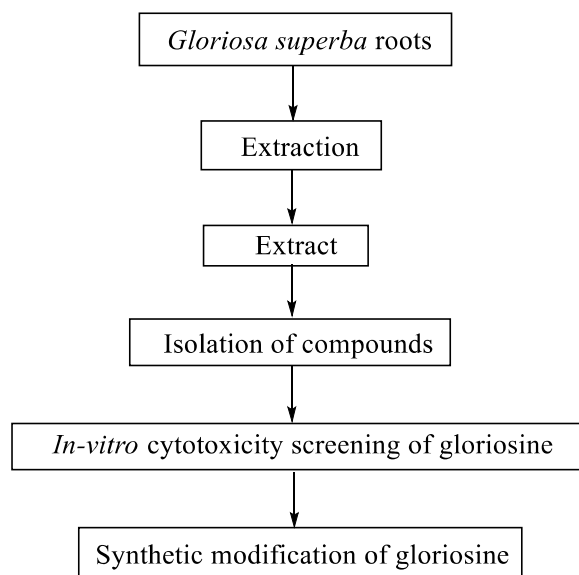 Gloriosa superba roots
Extraction
Extract
Isolation of compounds
In-vitro cytotoxicity screening of gloriosine
Synthetic modification of gloriosine